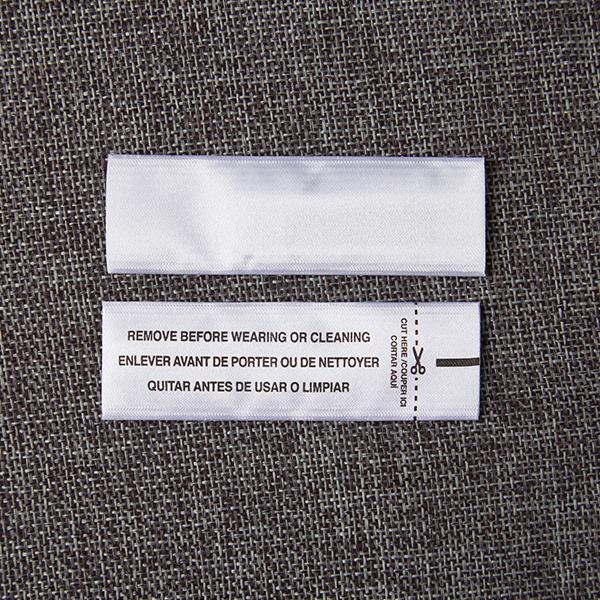 REMOVE BEFORE WEARING OR CLEANING
ENLEVER AVANT DE PORTER OU DE NETTOYER
QUITAR ANTES DE USAR O LIMPIAR
CUT HERE /COUPER ICI
CORTAR AQUÍ